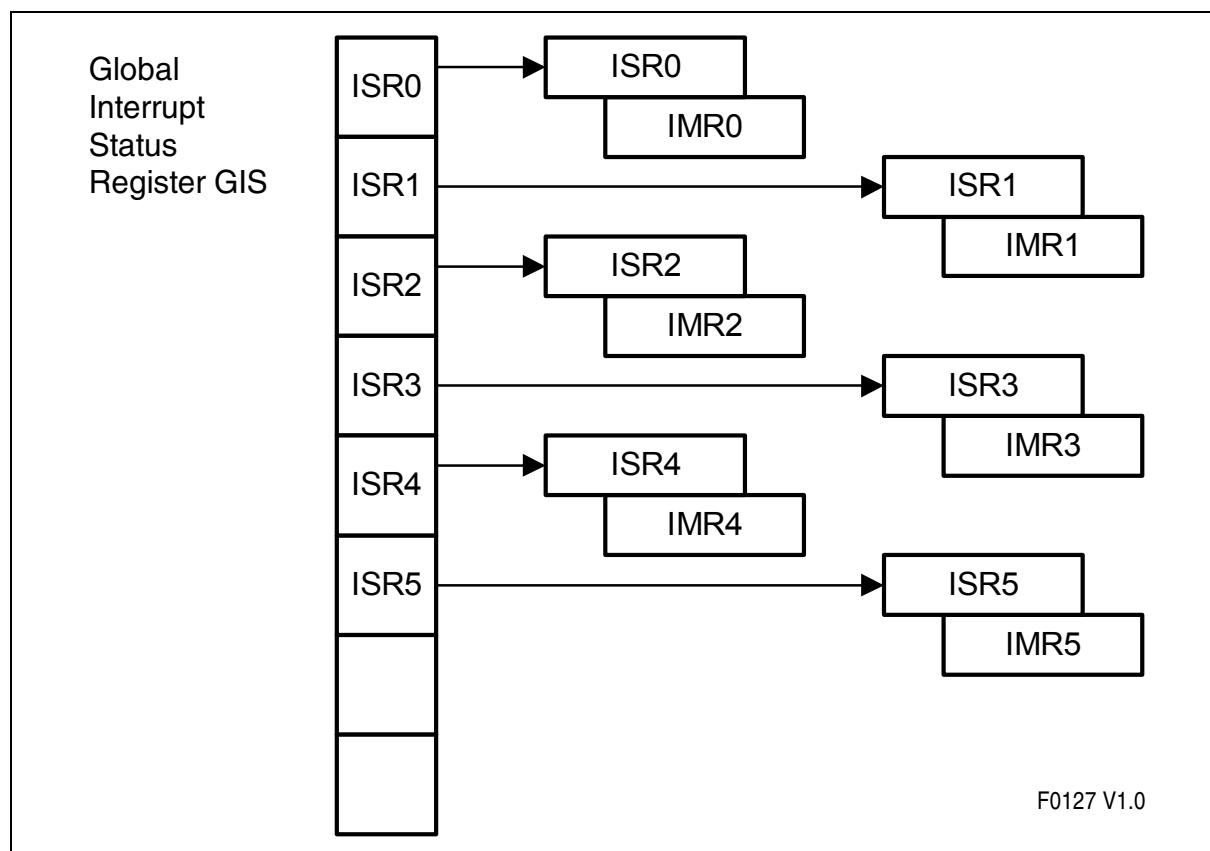 Global
Interrupt
Status
Register GIS
ISR0
ISR0
IMR0
ISR1
ISR1
IMR1
ISR2
ISR2
IMR2
ISR3
ISR3
IMR3
ISR4
ISR4
IMR4
ISR5
ISR5
IMR5
F0127 V1.0